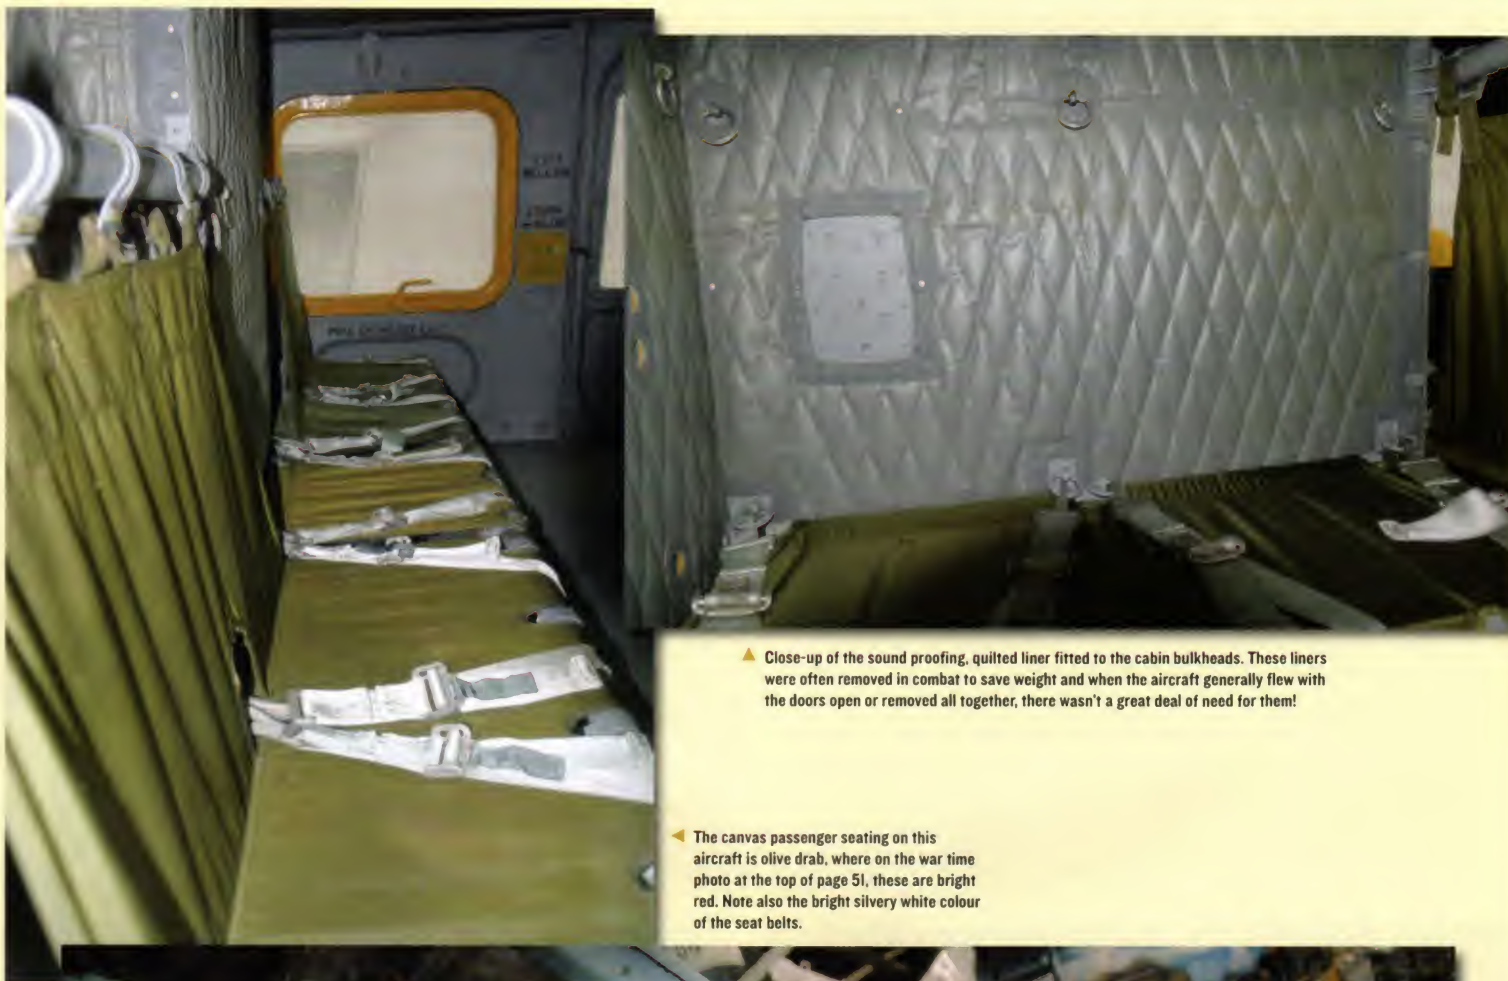 Close-up of the sound proofing, quilted liner fitted to the cabin bulkheads. These liners
were often removed in combat to save weight and when the aircraft generally flew with
the doors open or removed all together, there wasn't a great deal of need for them!
The canvas passenger seating on this
aircraft is olive drab, where on the war time
photo at the top of page 51, these are bright
red. Note also the bright silvery white colour
of the seat belts.